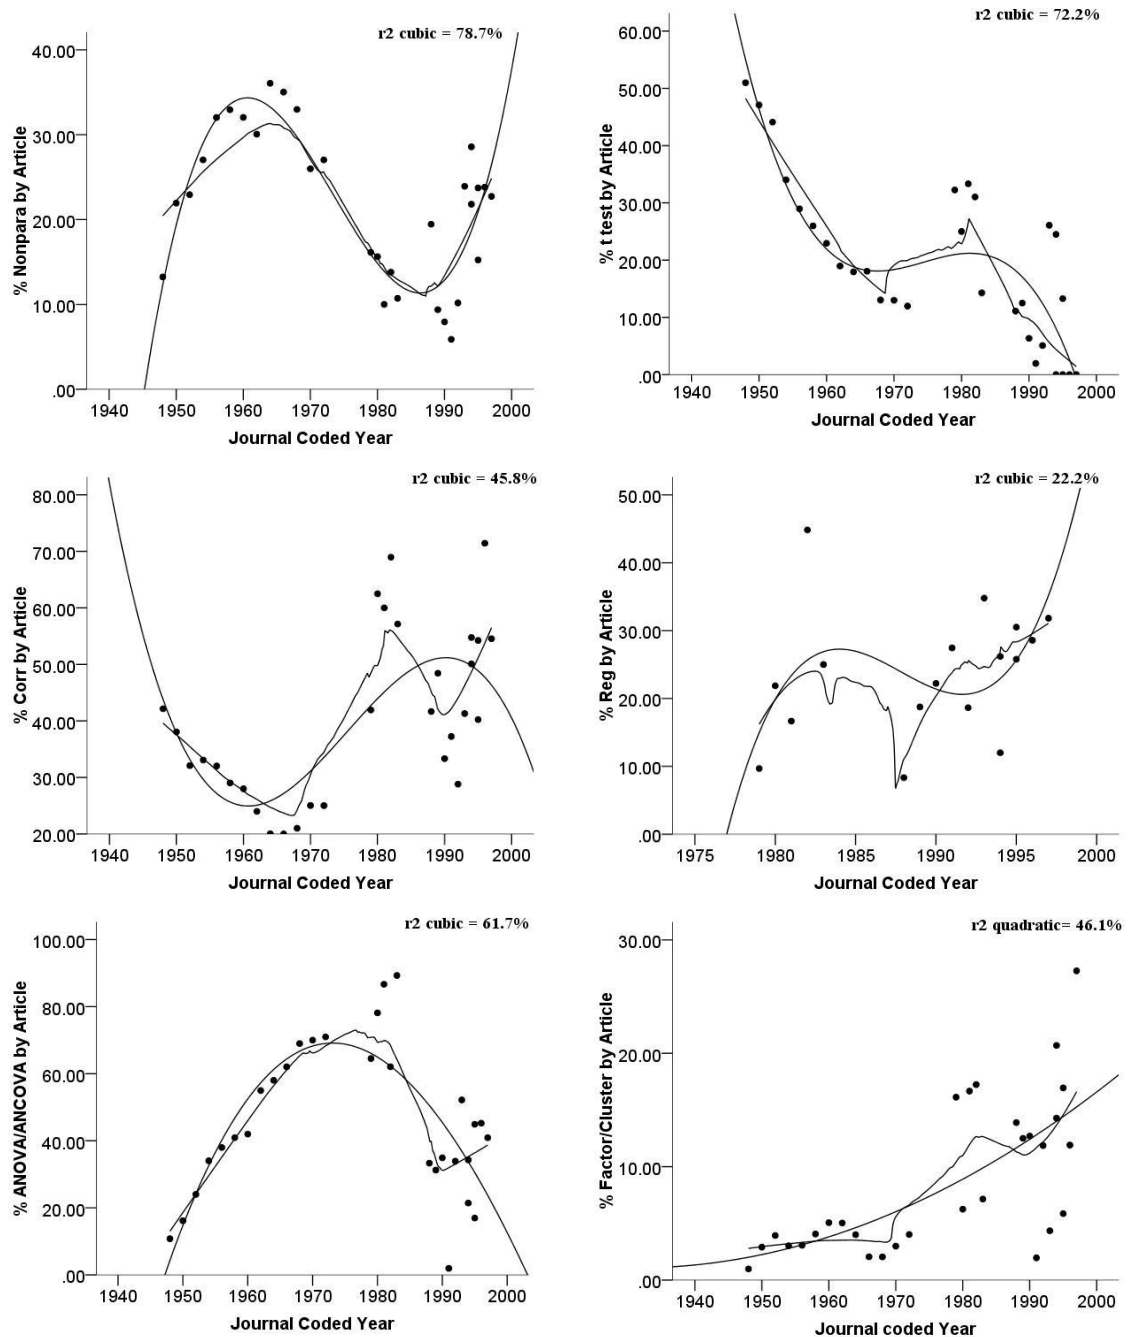 r2 cubic = 78.7%
% Nonpara by Article
40.00
30.00
20.00
10.00
.00
1940 1950 1960 1970 1980 1990 2000
Journal Coded Year
r2 cubic = 72.2%
% t test by Article
60.00
50.00
40.00
30.00
20.00
10.00
.00
1940 1950 1960 1970 1980 1990 2000
Journal Coded Year
r2 cubic = 45.8%
% Corr by Article
80.00
70.00
60.00
50.00
40.00
30.00
20.00
1940 1950 1960 1970 1980 1990 2000
Journal Coded Year
r2 cubic = 22.2%
% Reg by Article
50.00
40.00
30.00
20.00
10.00
.00
1975 1980 1985 1990 1995 2000
Journal Coded Year
r2 cubic = 61.7%
% ANOVA/ANCOVA by Article
100.00
80.00
60.00
40.00
20.00
.00
1940 1950 1960 1970 1980 1990 2000
Journal Coded Year
r2 quadratic= 46.1%
% Factor/Cluster by Article
30.00
20.00
10.00
.00
1940 1950 1960 1970 1980 1990 2000
Journal coded Year